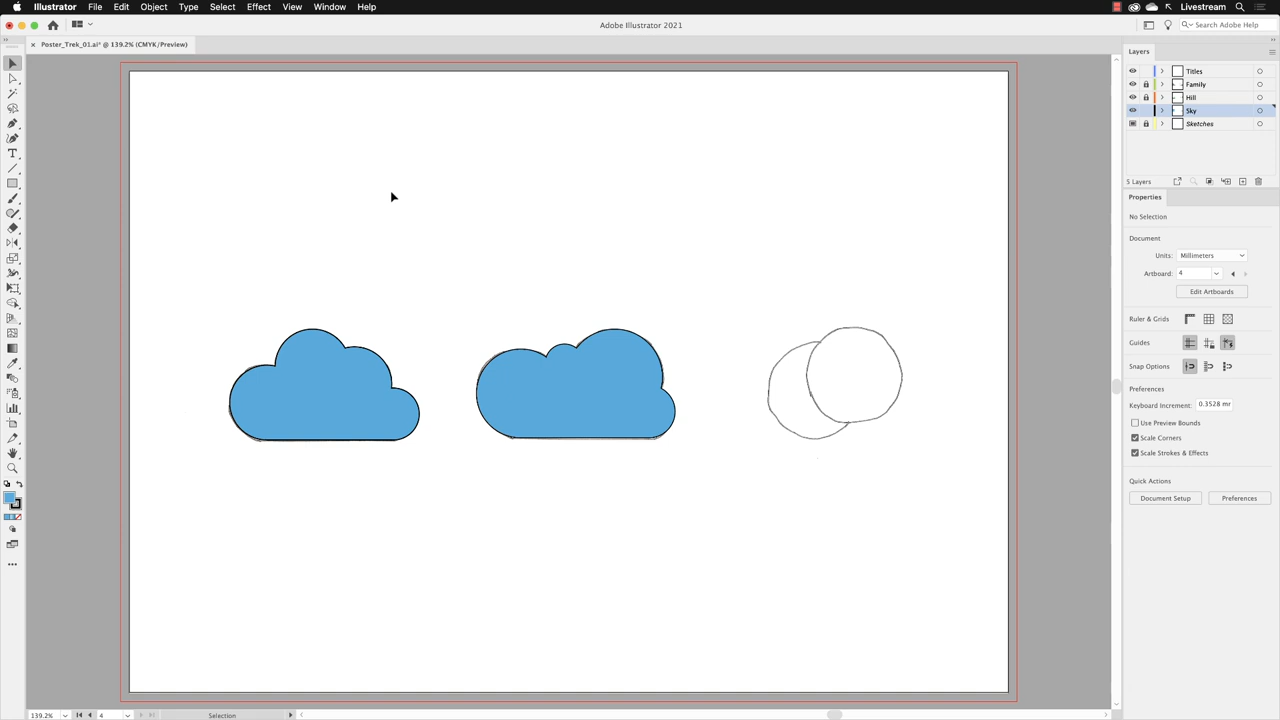 Illustrator File Edit Object Type Select Effect View Window Help Livestream
Adobe Illustrator 2021
Search Adobe Help
× Poster_Trek_01.ai* @ 139.2% (CMYK/Preview)
Layers
Titles
Family
Hill
Sky
Sketches
5 Layers
Properties
No Selection
Document
Units: Millimeters
Artboard: 4
Edit Artboards
Ruler & Grids
Guides
Snap Options
Preferences
Keyboard Increment: 0.3528 mr
Use Preview Bounds
Scale Corners
Scale Strokes & Effects
Quick Actions
Document Setup Preferences
139.2% 4 Selection